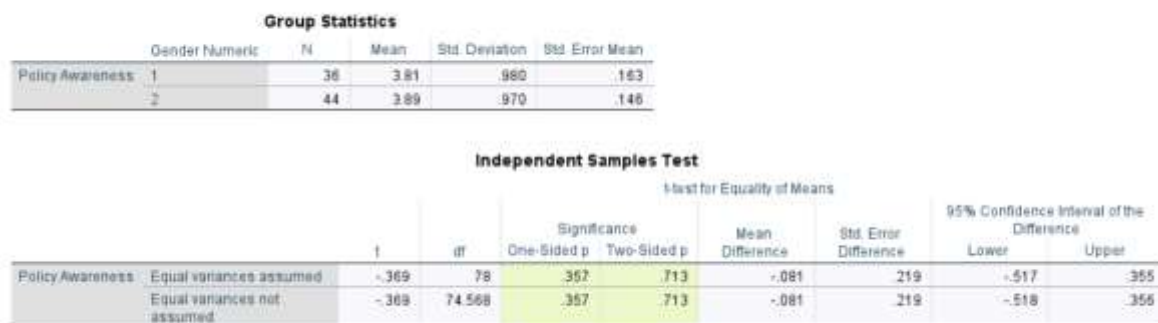 Group Statistics
Gender Numeric N Mean Std. Deviation Std. Error Mean
Policy Awareness 1 36 3.81 .980 .163
2 44 3.89 .970 .146
Independent Samples Test
t-test for Equality of Means
95% Confidence Interval of the
Significance Mean Std. Error Difference
t df One-Sided p Two-Sided p Difference Difference Lower Upper
Policy Awareness Equal variances assumed -.369 78 .357 .713 -.081 .219 -.517 .355
Equal variances not -.369 74.568 .357 .713 -.081 .219 -.518 .356
assumed